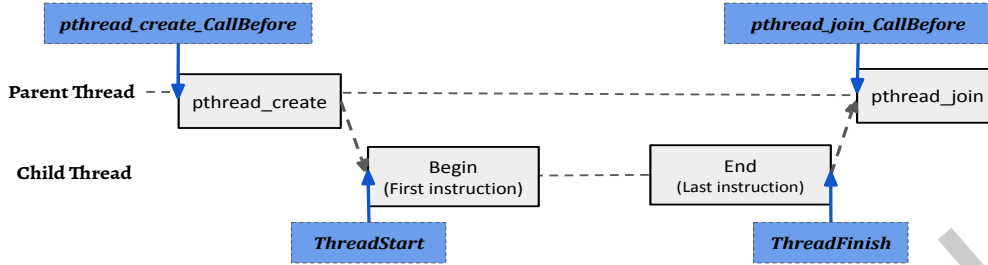 pthread_create_CallBefore
pthread_join_CallBefore
Parent Thread
pthread_create
pthread_join
Child Thread
Begin
(First instruction)
End
(Last instruction)
ThreadStart
ThreadFinish